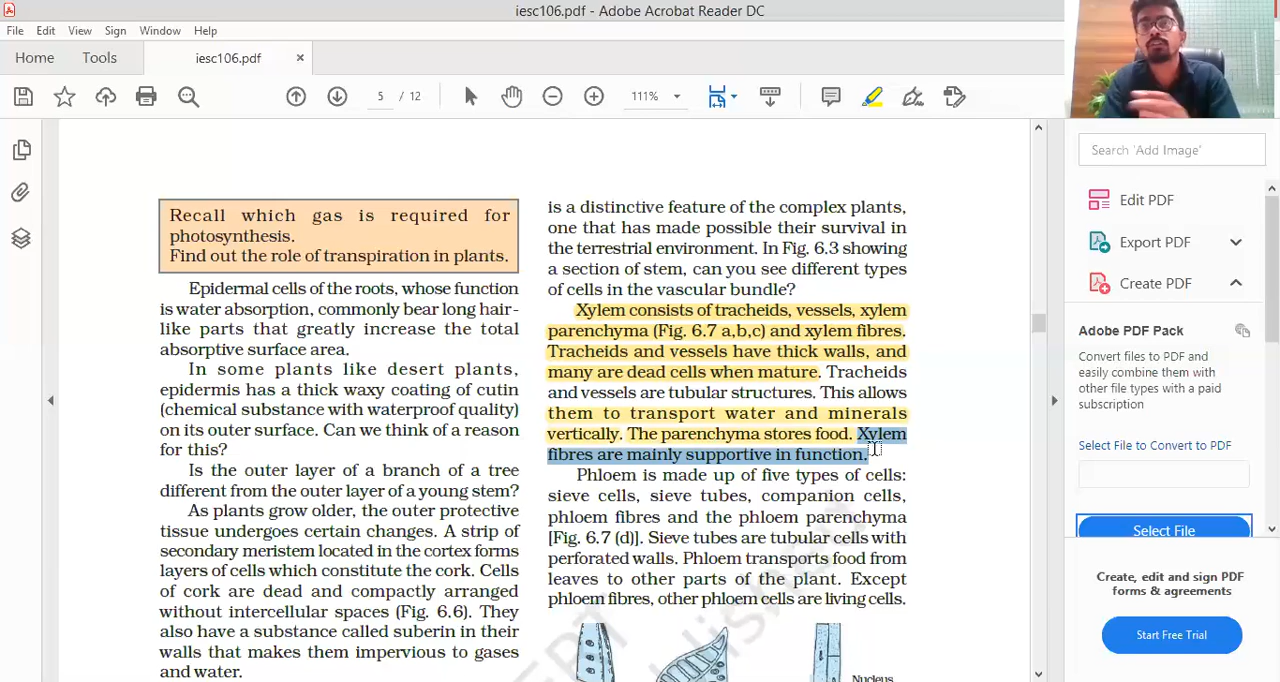 iesc106.pdf - Adobe Acrobat Reader DC
File Edit View Sign Window Help
Home Tools iesc106.pdf ×
5 / 12 111%
Recall which gas is required for
photosynthesis.
Find out the role of transpiration in plants.
Epidermal cells of the roots, whose function
is water absorption, commonly bear long hair-
like parts that greatly increase the total
absorptive surface area.
In some plants like desert plants,
epidermis has a thick waxy coating of cutin
(chemical substance with waterproof quality)
on its outer surface. Can we think of a reason
for this?
Is the outer layer of a branch of a tree
different from the outer layer of a young stem?
As plants grow older, the outer protective
tissue undergoes certain changes. A strip of
secondary meristem located in the cortex forms
layers of cells which constitute the cork. Cells
of cork are dead and compactly arranged
without intercellular spaces (Fig. 6.6). They
also have a substance called suberin in their
walls that makes them impervious to gases
and water.
is a distinctive feature of the complex plants,
one that has made possible their survival in
the terrestrial environment. In Fig. 6.3 showing
a section of stem, can you see different types
of cells in the vascular bundle?
Xylem consists of tracheids, vessels, xylem
parenchyma (Fig. 6.7 a,b,c) and xylem fibres.
Tracheids and vessels have thick walls, and
many are dead cells when mature. Tracheids
and vessels are tubular structures. This allows
them to transport water and minerals
vertically. The parenchyma stores food. Xylem
fibres are mainly supportive in function.
Phloem is made up of five types of cells:
sieve cells, sieve tubes, companion cells,
phloem fibres and the phloem parenchyma
[Fig. 6.7 (d)]. Sieve tubes are tubular cells with
perforated walls. Phloem transports food from
leaves to other parts of the plant. Except
phloem fibres, other phloem cells are living cells.
Nucleus
Search 'Add Image'
Edit PDF
Export PDF
Create PDF
Adobe PDF Pack
Convert files to PDF and
easily combine them with
other file types with a paid
subscription
Select File to Convert to PDF
Select File
Create, edit and sign PDF
forms & agreements
Start Free Trial